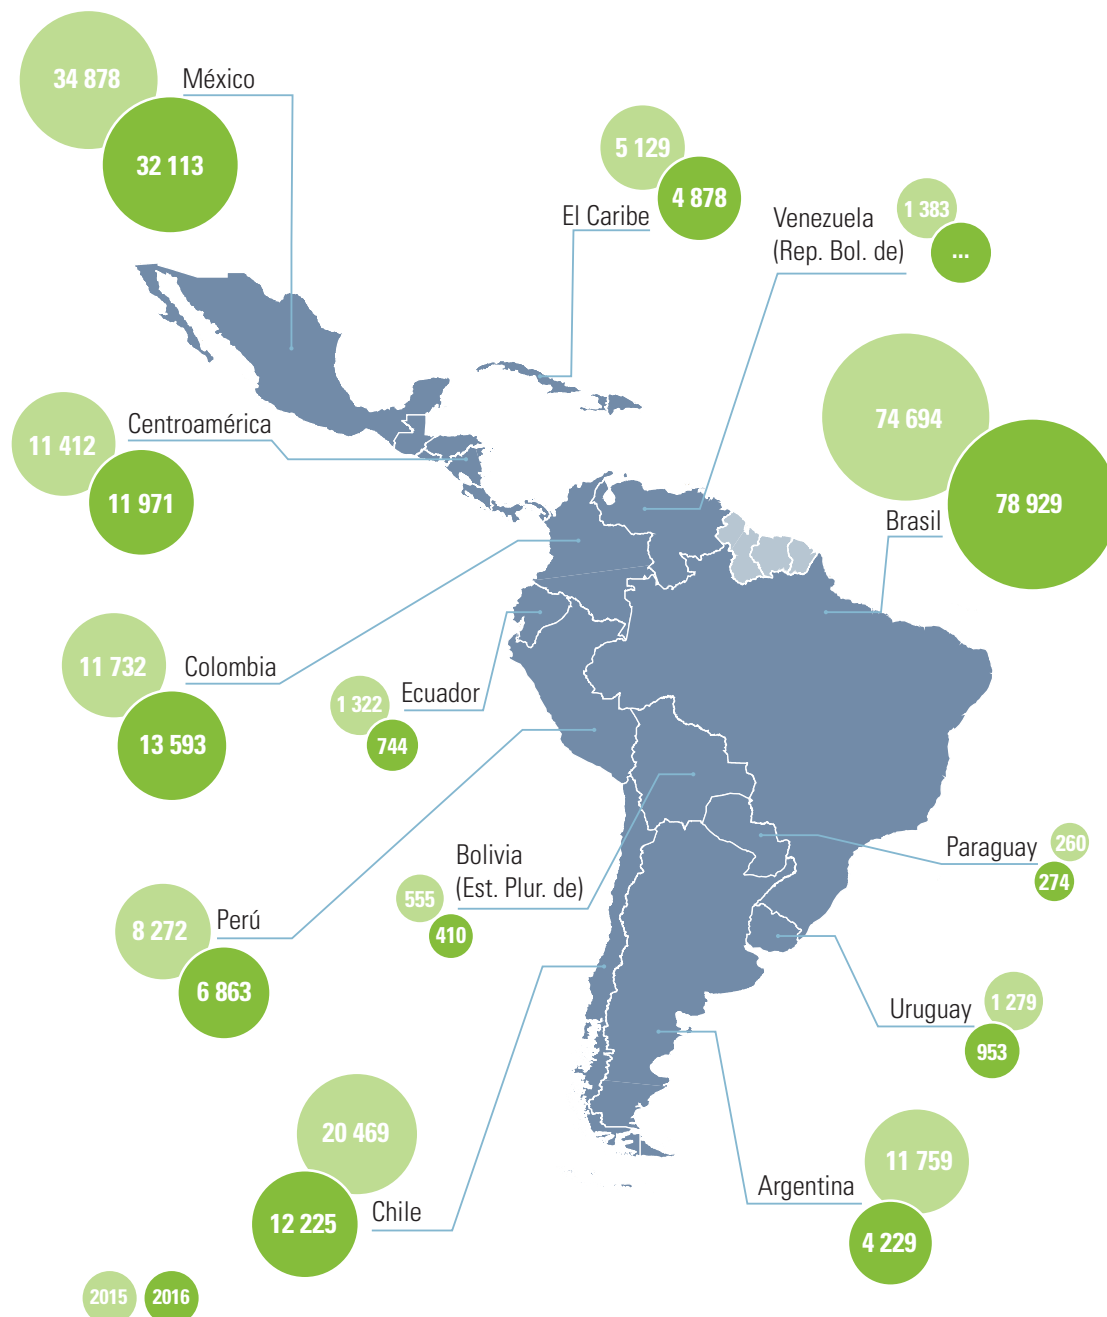 34 878
México
32 113
5 129
4 878
El Caribe
1 383
Venezuela
(Rep. Bol. de)
...
74 694
78 929
Brasil
Centroamérica
11 412
11 971
11 732
Colombia
13 593
Ecuador
1 322
744
Paraguay
260
274
Bolivia
(Est. Plur. de)
555
410
8 272
Perú
6 863
Uruguay
1 279
953
20 469
Chile
12 225
11 759
Argentina
4 229
2015
2016